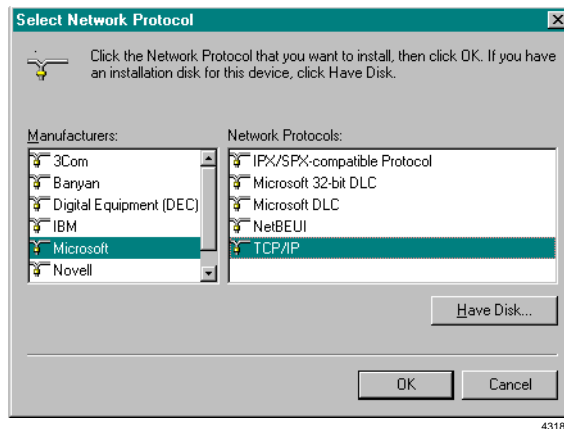 Select Network Protocol
Click the Network Protocol that you want to install, then click OK. If you have
an installation disk for this device, click Have Disk.
Manufacturers:
3Com
Banyan
Digital Equipment (DEC)
IBM
Microsoft
Novell
Network Protocols:
IPX/SPX-compatible Protocol
Microsoft 32-bit DLC
Microsoft DLC
NetBEUI
TCP/IP
Have Disk...
OK
Cancel
4318